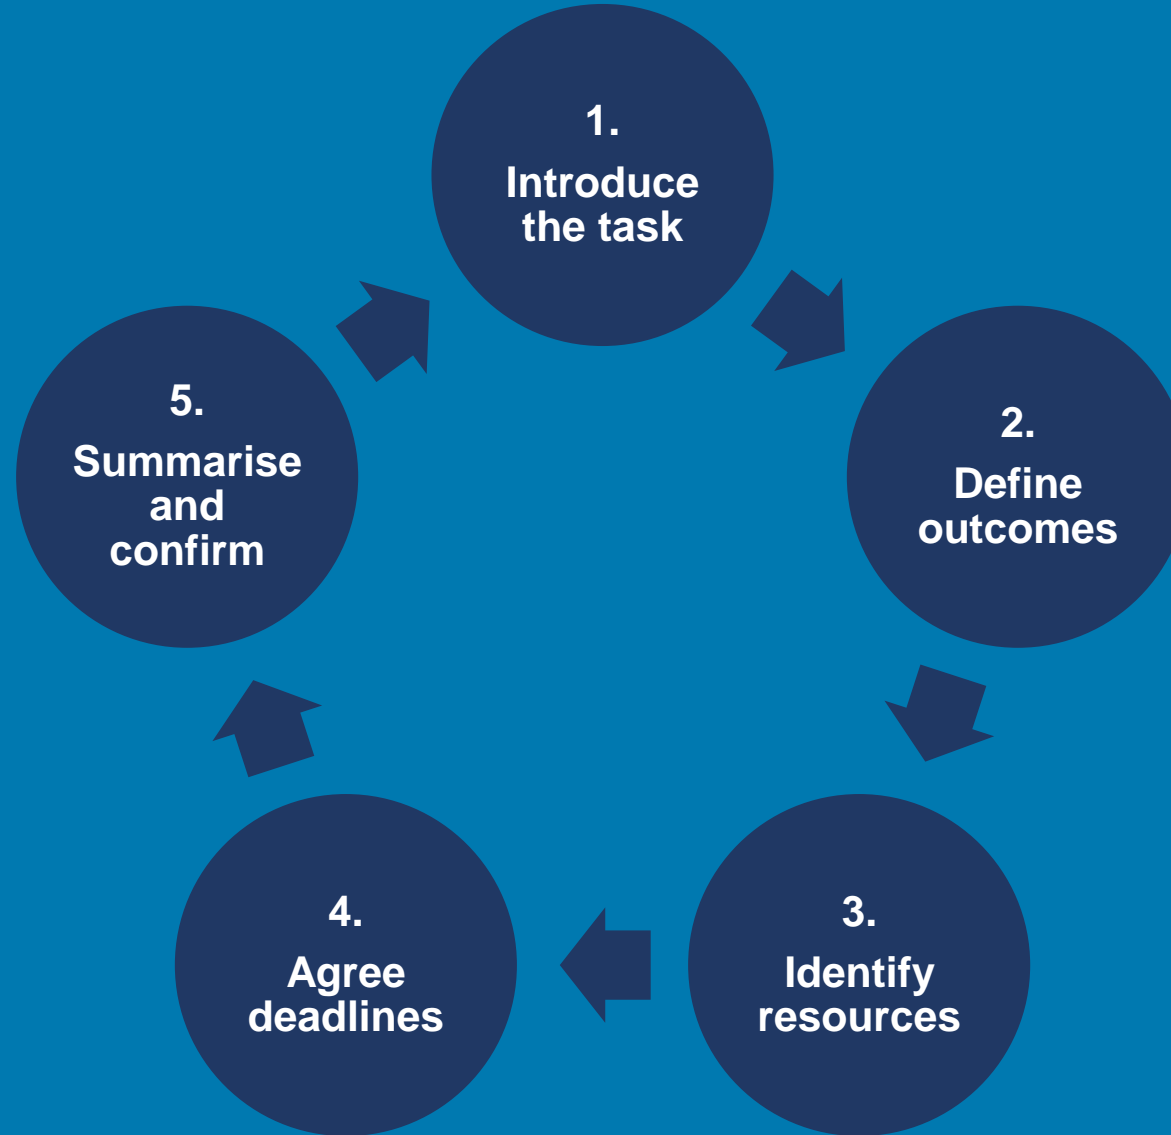 1.
Introduce
the task
2.
Define
outcomes
3.
Identify
resources
4.
Agree
deadlines
5.
Summarise
and
confirm